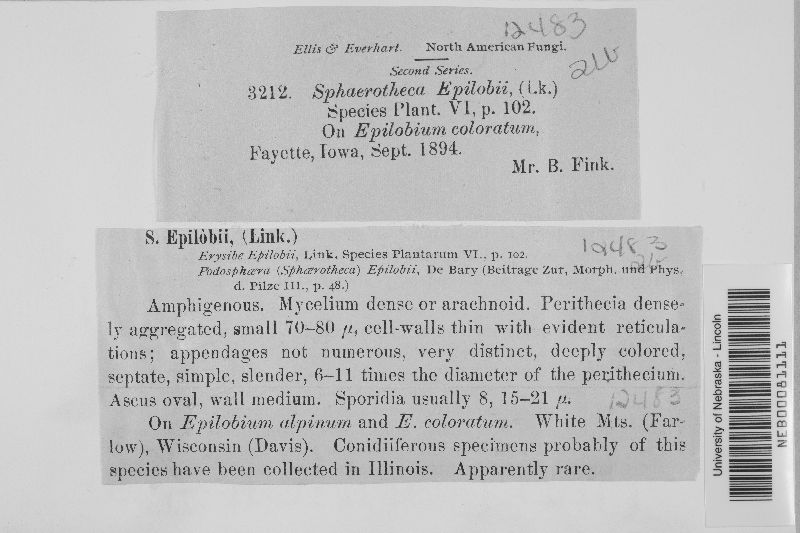 12483
Ellis & Everhart. North American Fungi.
Second Series.
3212. Sphaerotheca Epilobii, (Lk.)
Species Plant. VI, p. 102.
On Epilobium coloratum,
Fayette, Iowa, Sept. 1894.
Mr. B. Fink.
S. Epilòbii, (Link.)
12483
Erysibe Epilobii, Link, Species Plantarum VI., p. 102.
Podosphæra (Sphærotheca) Epilobii, De Bary (Beitrage Zur, Morph. und Phys.
d. Pilze III., p. 48.)
Amphigenous. Mycelium dense or arachnoid. Perithecia dense-
ly aggregated, small 70–80 µ, cell-walls thin with evident reticula-
tions; appendages not numerous, very distinct, deeply colored,
septate, simple, slender, 6–11 times the diameter of the perithecium.
Ascus oval, wall medium. Sporidia usually 8, 15–21 µ.
12483
On Epilobium alpinum and E. coloratum. White Mts. (Far-
low), Wisconsin (Davis). Conidiiferous specimens probably of this
species have been collected in Illinois. Apparently rare.
University of Nebraska - Lincoln
NEB00081111